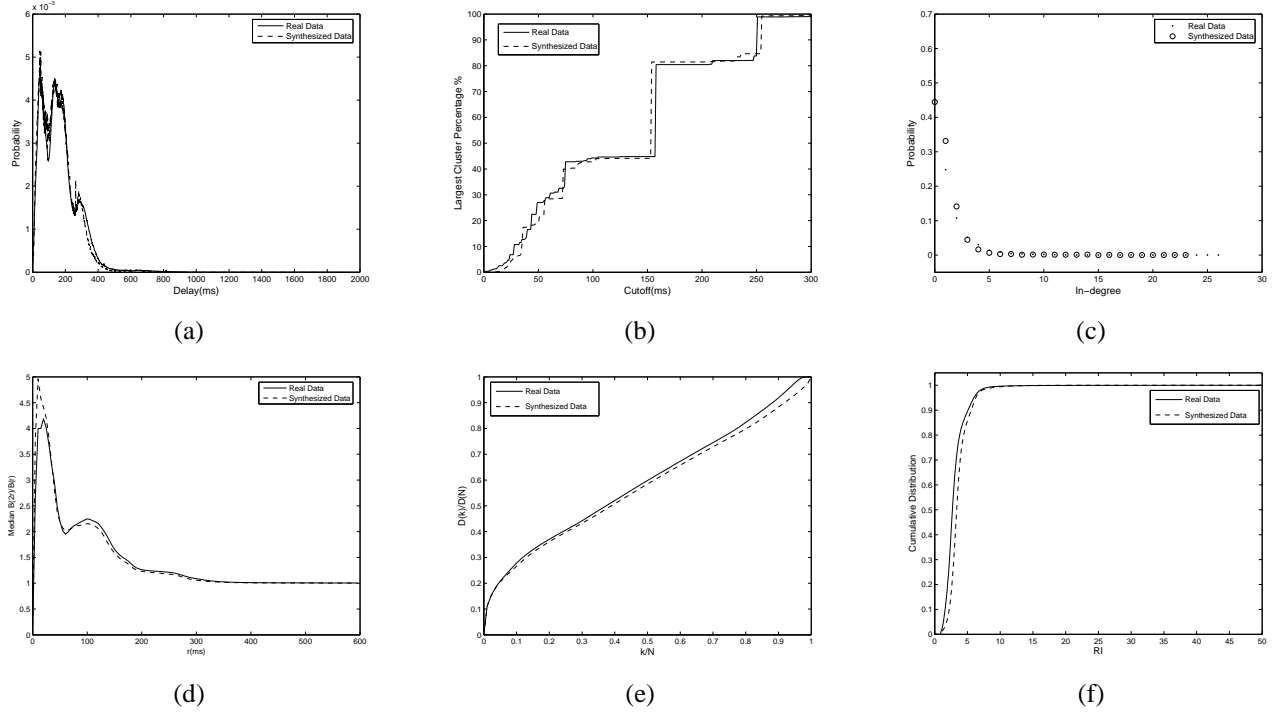 x 10⁻³
6
5
4
3
2
1
0
Probability
0 200 400 600 800 1000 1200 1400 1600 1800 2000
Delay(ms)
Real Data
Synthesized Data
(a)
100
90
80
70
60
50
40
30
20
10
0
Largest Cluster Percentage %
0 50 100 150 200 250 300
Cutoff(ms)
Real Data
Synthesized Data
(b)
0.7
0.6
0.5
0.4
0.3
0.2
0.1
0
Probability
0 5 10 15 20 25 30
In−degree
Real Data
Synthesized Data
(c)
5
4.5
4
3.5
3
2.5
2
1.5
1
0.5
0
Median B(2r)/B(r)
0 100 200 300 400 500 600
r(ms)
Real Data
Synthesized Data
(d)
1
0.9
0.8
0.7
0.6
0.5
0.4
0.3
0.2
0.1
0
D(k)/D(N)
0.1 0.2 0.3 0.4 0.5 0.6 0.7 0.8 0.9 1
k/N
Real Data
Synthesized Data
(e)
1
0.9
0.8
0.7
0.6
0.5
0.4
0.3
0.2
0.1
0
Cumulative Distribution
0 5 10 15 20 25 30 35 40 45 50
RI
Real Data
Synthesized Data
(f)